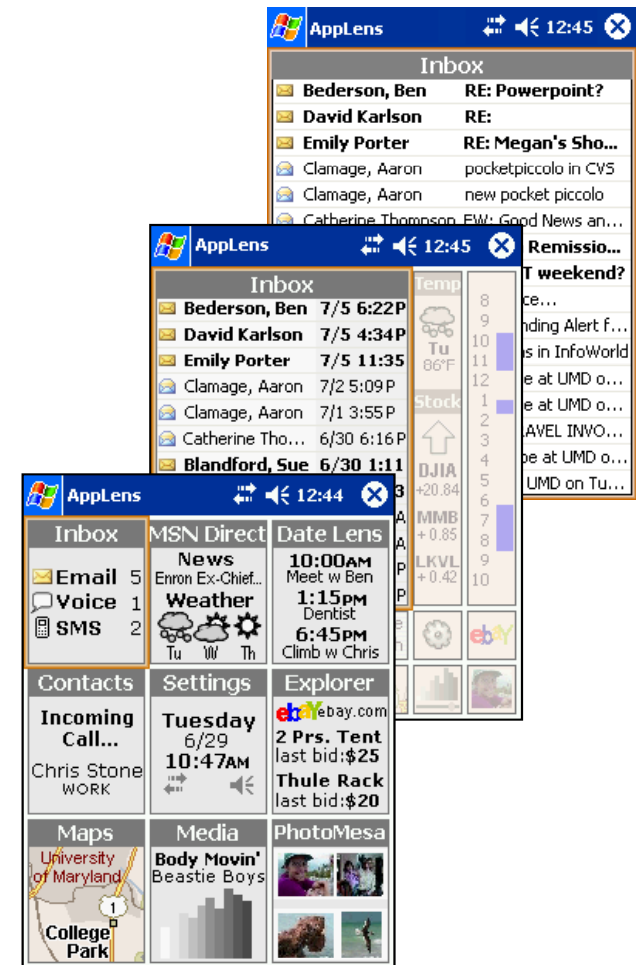 AppLens 12:45
Inbox
Bederson, Ben RE: Powerpoint?
David Karlson RE:
Emily Porter RE: Megan's Sho...
Clamage, Aaron pocketpiccolo in CVS
Clamage, Aaron new pocket piccolo
Catherine Thompson FW: Good News an...
Remissio...
T weekend?
ce...
nding Alert f...
as in InfoWorld
e at UMD o...
e at UMD o...
AVEL INVO...
be at UMD o...
UMD on Tu...
AppLens 12:45
Inbox
Bederson, Ben 7/5 6:22P
David Karlson 7/5 4:34P
Emily Porter 7/5 11:35
Clamage, Aaron 7/2 5:09P
Clamage, Aaron 7/1 3:55P
Catherine Tho... 6/30 6:16P
Blandford, Sue 6/30 1:11
3
A
A
P
P
Temp
Tu
86°F
Stock
DJIA
+20.84
MMB
+ 0.85
LKVL
+ 0.42
8
9
10
11
12
1
2
3
4
5
6
7
8
9
10
e
n
ebY
AppLens 12:44
Inbox
Email 5
Voice 1
SMS 2
MSN Direct
News
Enron Ex-Chief...
Weather
Tu W Th
Date Lens
10:00AM
Meet w Ben
1:15PM
Dentist
6:45PM
Climb w Chris
Contacts
Incoming
Call...
Chris Stone
WORK
Settings
Tuesday
6/29
10:47AM
Explorer
ebay ebay.com
2 Prs. Tent
last bid:$25
Thule Rack
last bid:$20
Maps
University
of Maryland
1
College
Park
Media
Body Movin'
Beastie Boys
PhotoMesa